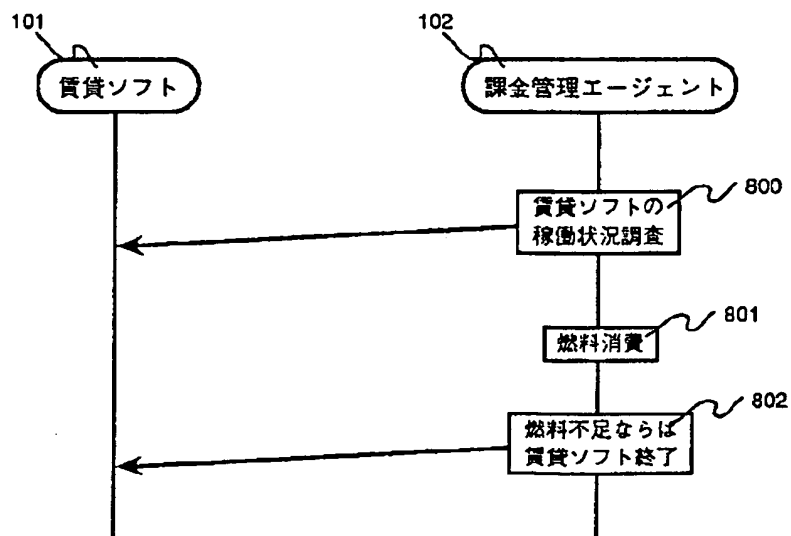 101
102
賃貸ソフト
課金管理エージェント
800
賃貸ソフトの
稼働状況調査
801
燃料消費
802
燃料不足ならば
賃貸ソフト終了